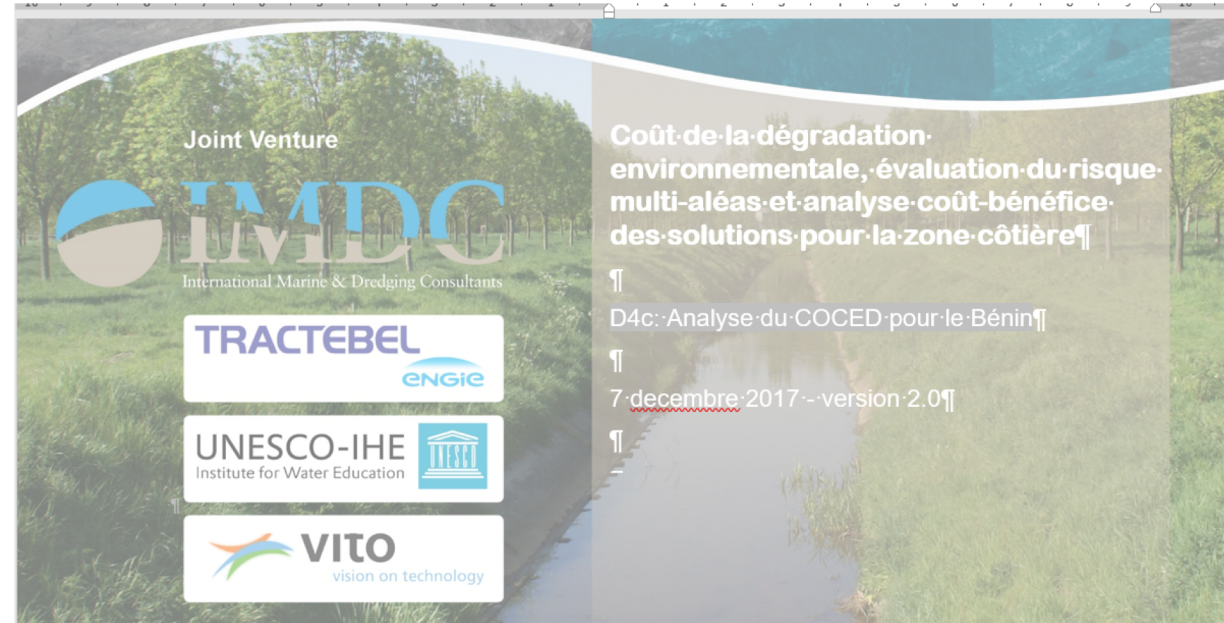 Joint Venture
IMDC
International Marine & Dredging Consultants
TRACTEBEL
ENGIE
UNESCO-IHE
Institute for Water Education
UNESCO
VITO
vision on technology
Coût de la dégradation
environnementale, évaluation du risque
multi-aléas et analyse coût-bénéfice
des solutions pour la zone côtière¶
¶
D4c: Analyse du COCED pour le Bénin¶
¶
7 decembre 2017 - version 2.0¶
¶